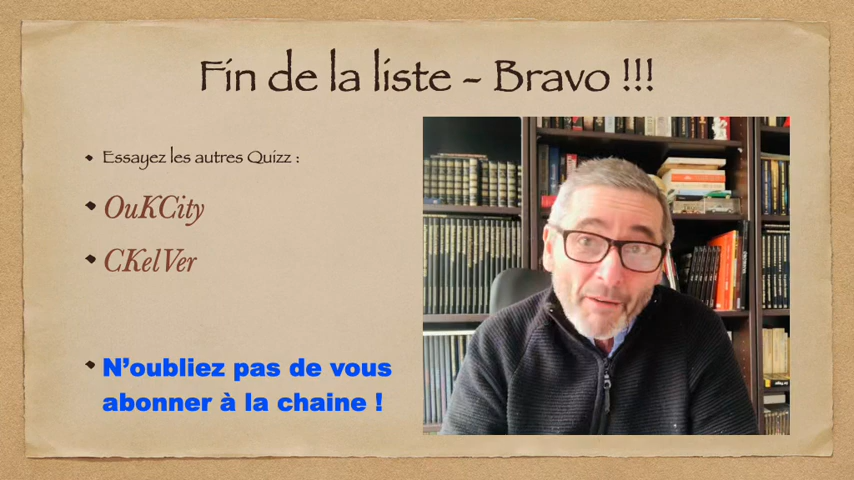 Fin de la liste - Bravo !!!
Essayez les autres Quizz :
OuKCity
CKelVer
N’oubliez pas de vous
abonner à la chaine !